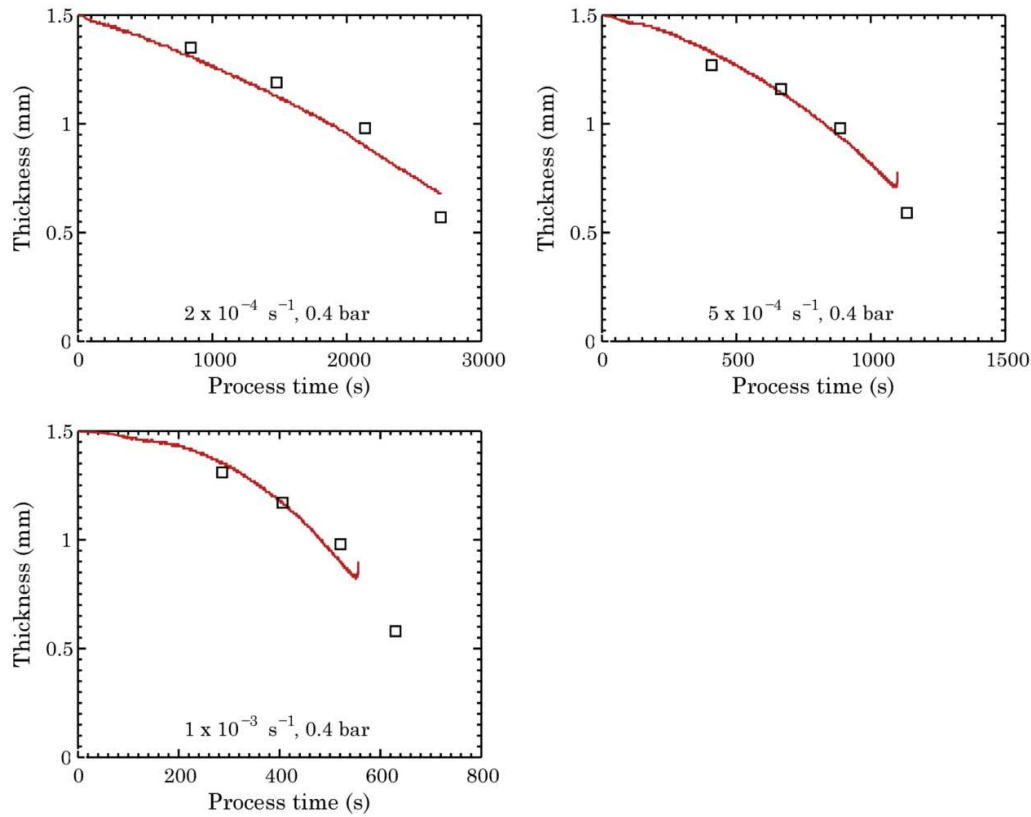 1.5
1
0.5
0
Thickness (mm)
2 x 10⁻⁴ s⁻¹, 0.4 bar
0 1000 2000 3000
Process time (s)
1.5
1
0.5
0
Thickness (mm)
5 x 10⁻⁴ s⁻¹, 0.4 bar
0 500 1000 1500
Process time (s)
1.5
1
0.5
0
Thickness (mm)
1 x 10⁻³ s⁻¹, 0.4 bar
0 200 400 600 800
Process time (s)